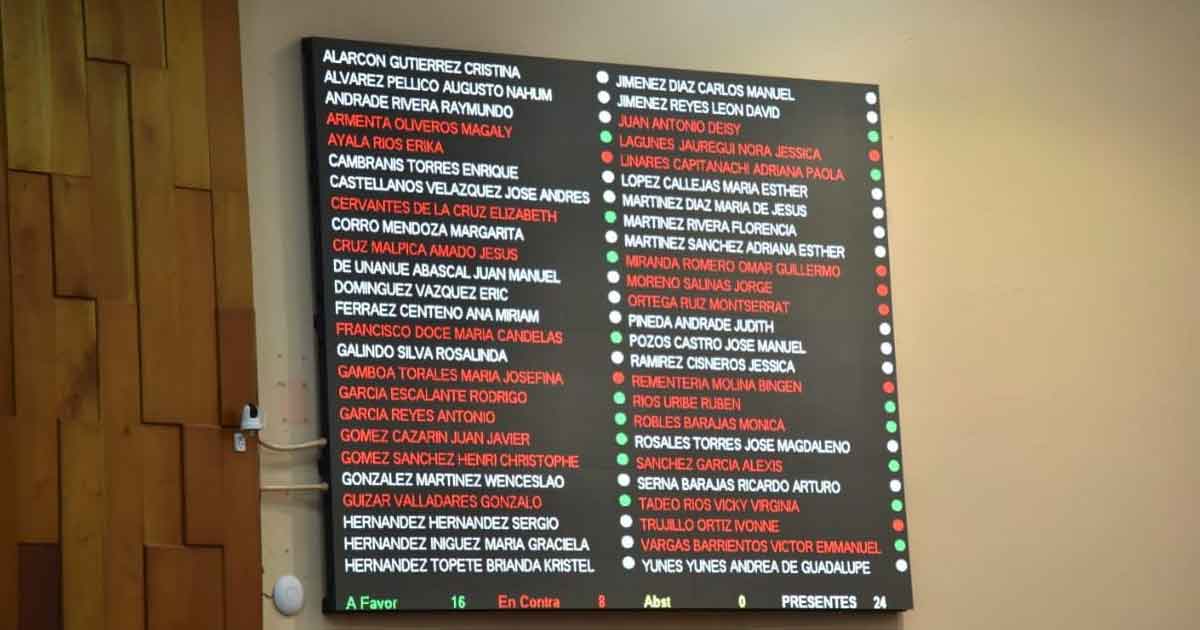 ALARCON GUTIERREZ CRISTINA
ALVAREZ PELLICO AUGUSTO NAHUM
ANDRADE RIVERA RAYMUNDO
ARMENTA OLIVEROS MAGALY
AYALA RIOS ERIKA
CAMBRANIS TORRES ENRIQUE
CASTELLANOS VELAZQUEZ JOSE ANDRES
CERVANTES DE LA CRUZ ELIZABETH
CORRO MENDOZA MARGARITA
CRUZ MALPICA AMADO JESUS
DE UNANUE ABASCAL JUAN MANUEL
DOMINGUEZ VAZQUEZ ERIC
FERRAEZ CENTENO ANA MIRIAM
FRANCISCO DOCE MARIA CANDELAS
GALINDO SILVA ROSALINDA
GAMBOA TORALES MARIA JOSEFINA
GARCIA ESCALANTE RODRIGO
GARCIA REYES ANTONIO
GOMEZ CAZARIN JUAN JAVIER
GOMEZ SANCHEZ HENRI CHRISTOPHE
GONZALEZ MARTINEZ WENCESLAO
GUIZAR VALLADARES GONZALO
HERNANDEZ HERNANDEZ SERGIO
HERNANDEZ IÑIGUEZ MARIA GRACIELA
HERNANDEZ TOPETE BRIANDA KRISTEL
JIMENEZ DIAZ CARLOS MANUEL
JIMENEZ REYES LEON DAVID
JUAN ANTONIO DEISY
LAGUNES JAUREGUI NORA JESSICA
LINARES CAPITANACHI ADRIANA PAOLA
LOPEZ CALLEJAS MARIA ESTHER
MARTINEZ DIAZ MARIA DE JESUS
MARTINEZ RIVERA FLORENCIA
MARTINEZ SANCHEZ ADRIANA ESTHER
MIRANDA ROMERO OMAR GUILLERMO
MORENO SALINAS JORGE
ORTEGA RUIZ MONTSERRAT
PINEDA ANDRADE JUDITH
POZOS CASTRO JOSE MANUEL
RAMIREZ CISNEROS JESSICA
REMENTERIA MOLINA BINGEN
RIOS URIBE RUBEN
ROBLES BARAJAS MONICA
ROSALES TORRES JOSE MAGDALENO
SANCHEZ GARCIA ALEXIS
SERNA BARAJAS RICARDO ARTURO
TADEO RIOS VICKY VIRGINIA
TRUJILLO ORTIZ IVONNE
VARGAS BARRIENTOS VICTOR EMMANUEL
YUNES YUNES ANDREA DE GUADALUPE
A Favor 16 En Contra 8 Abst 0 PRESENTES 24